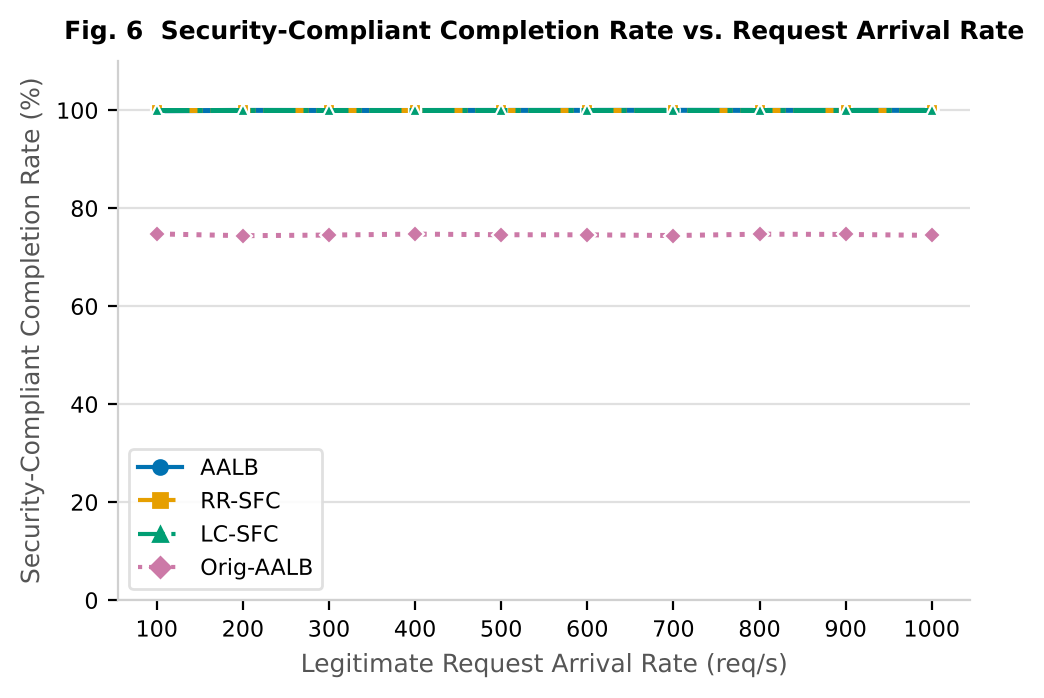 Fig. 6  Security-Compliant Completion Rate vs. Request Arrival Rate
Security-Compliant Completion Rate (%)
100
80
60
40
20
0
AALB
RR-SFC
LC-SFC
Orig-AALB
100 200 300 400 500 600 700 800 900 1000
Legitimate Request Arrival Rate (req/s)